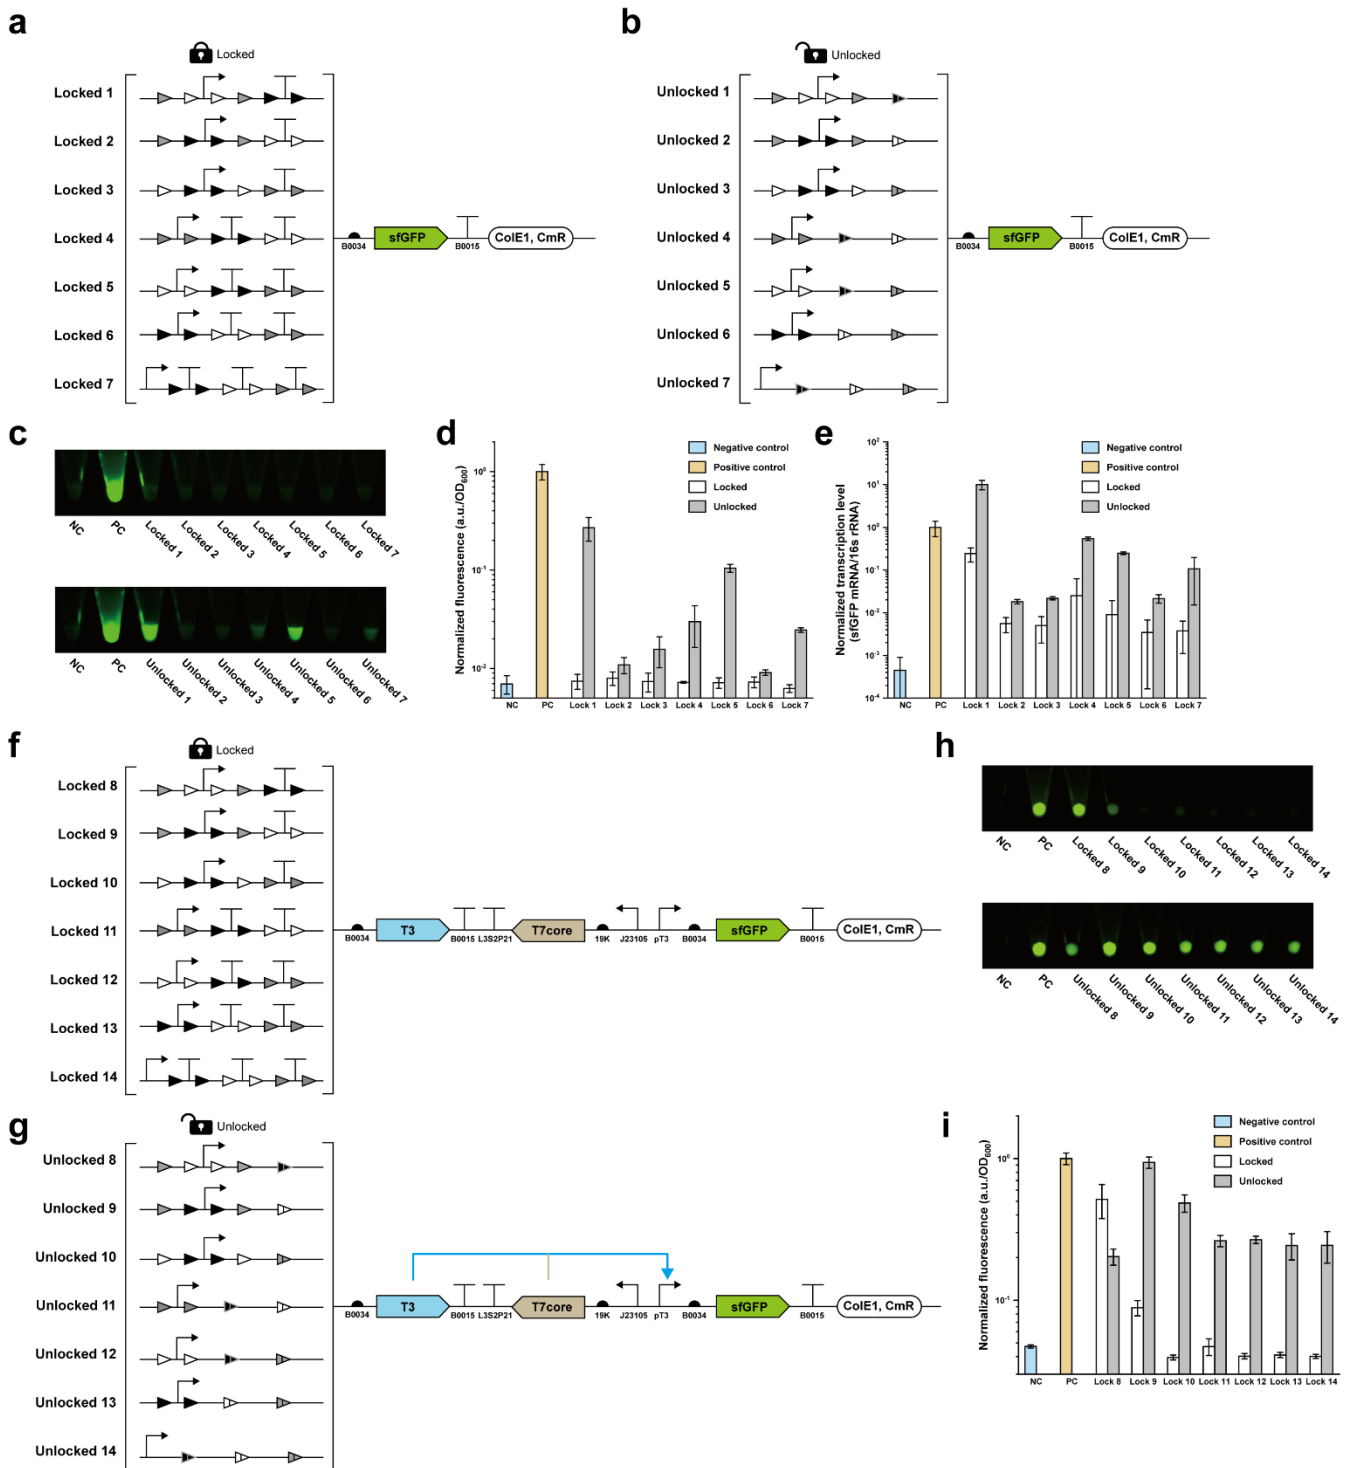 a
Locked
Locked 1
Locked 2
Locked 3
Locked 4
Locked 5
Locked 6
Locked 7
B0034
sfGFP
B0015
ColE1, CmR
b
Unlocked
Unlocked 1
Unlocked 2
Unlocked 3
Unlocked 4
Unlocked 5
Unlocked 6
Unlocked 7
B0034
sfGFP
B0015
ColE1, CmR
c
NC
PC
Locked 1
Locked 2
Locked 3
Locked 4
Locked 5
Locked 6
Locked 7
NC
PC
Unlocked 1
Unlocked 2
Unlocked 3
Unlocked 4
Unlocked 5
Unlocked 6
Unlocked 7
d
Normalized fluorescence (a.u./OD600)
10^0
10^-1
10^-2
Negative control
Positive control
Locked
Unlocked
NC PC Lock 1 Lock 2 Lock 3 Lock 4 Lock 5 Lock 6 Lock 7
e
Normalized transcription level
(sfGFP mRNA/16s rRNA)
10^2
10^1
10^0
10^-1
10^-2
10^-3
10^-4
Negative control
Positive control
Locked
Unlocked
NC PC Lock 1 Lock 2 Lock 3 Lock 4 Lock 5 Lock 6 Lock 7
f
Locked
Locked 8
Locked 9
Locked 10
Locked 11
Locked 12
Locked 13
Locked 14
B0034
T3
B0015
L3S2P21
T7core
19K
J23105
pT3
B0034
sfGFP
B0015
ColE1, CmR
g
Unlocked
Unlocked 8
Unlocked 9
Unlocked 10
Unlocked 11
Unlocked 12
Unlocked 13
Unlocked 14
B0034
T3
B0015
L3S2P21
T7core
19K
J23105
pT3
B0034
sfGFP
B0015
ColE1, CmR
h
NC
PC
Locked 8
Locked 9
Locked 10
Locked 11
Locked 12
Locked 13
Locked 14
NC
PC
Unlocked 8
Unlocked 9
Unlocked 10
Unlocked 11
Unlocked 12
Unlocked 13
Unlocked 14
i
Normalized fluorescence (a.u./OD600)
10^0
10^-1
Negative control
Positive control
Locked
Unlocked
NC PC Lock 8 Lock 9 Lock 10 Lock 11 Lock 12 Lock 13 Lock 14